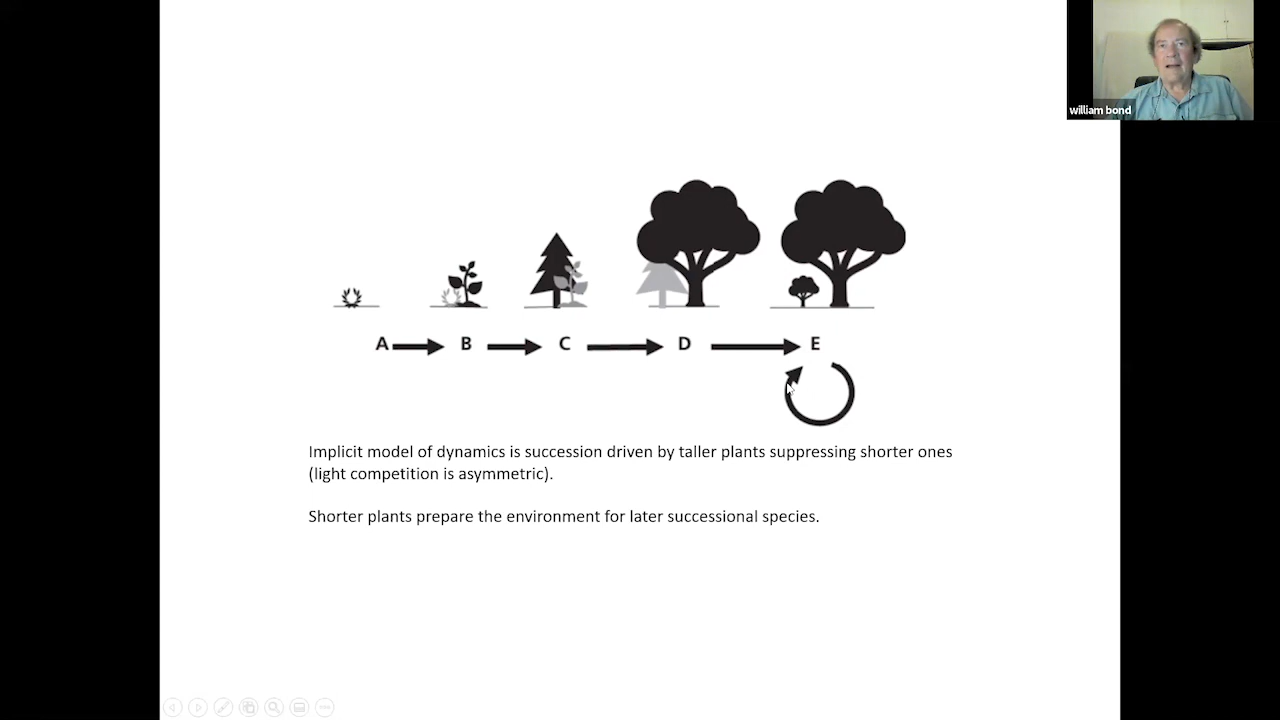 william bond
A B C D E
Implicit model of dynamics is succession driven by taller plants suppressing shorter ones
(light competition is asymmetric).
Shorter plants prepare the environment for later successional species.